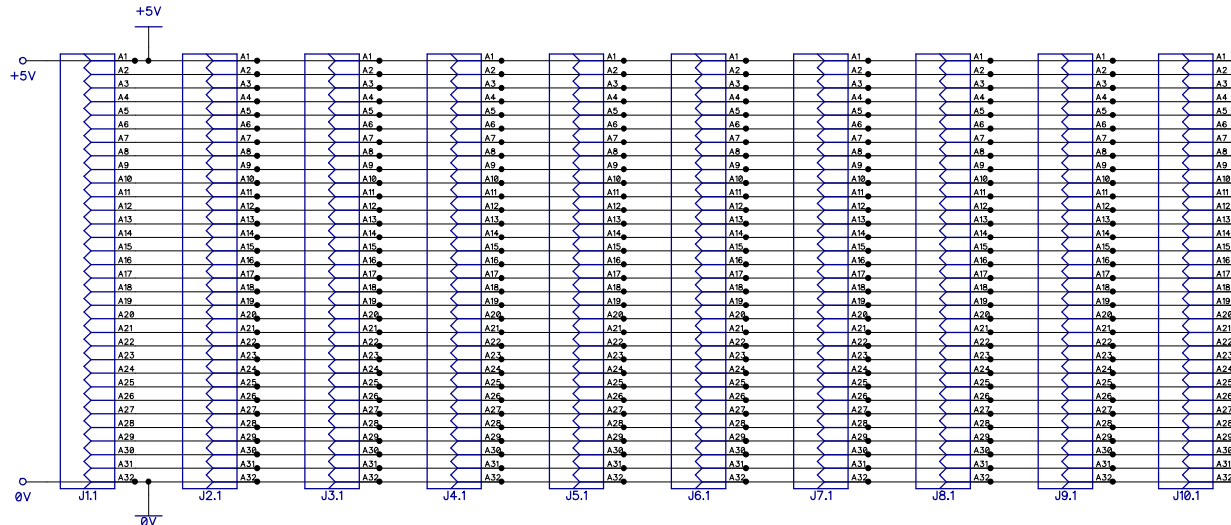 +5V
+5V
A1 A1 A1 A1 A1 A1 A1 A1 A1 A1
A2 A2 A2 A2 A2 A2 A2 A2 A2 A2
A3 A3 A3 A3 A3 A3 A3 A3 A3 A3
A4 A4 A4 A4 A4 A4 A4 A4 A4 A4
A5 A5 A5 A5 A5 A5 A5 A5 A5 A5
A6 A6 A6 A6 A6 A6 A6 A6 A6 A6
A7 A7 A7 A7 A7 A7 A7 A7 A7 A7
A8 A8 A8 A8 A8 A8 A8 A8 A8 A8
A9 A9 A9 A9 A9 A9 A9 A9 A9 A9
A10 A10 A10 A10 A10 A10 A10 A10 A10 A10
A11 A11 A11 A11 A11 A11 A11 A11 A11 A11
A12 A12 A12 A12 A12 A12 A12 A12 A12 A12
A13 A13 A13 A13 A13 A13 A13 A13 A13 A13
A14 A14 A14 A14 A14 A14 A14 A14 A14 A14
A15 A15 A15 A15 A15 A15 A15 A15 A15 A15
A16 A16 A16 A16 A16 A16 A16 A16 A16 A16
A17 A17 A17 A17 A17 A17 A17 A17 A17 A17
A18 A18 A18 A18 A18 A18 A18 A18 A18 A18
A19 A19 A19 A19 A19 A19 A19 A19 A19 A19
A20 A20 A20 A20 A20 A20 A20 A20 A20 A20
A21 A21 A21 A21 A21 A21 A21 A21 A21 A21
A22 A22 A22 A22 A22 A22 A22 A22 A22 A22
A23 A23 A23 A23 A23 A23 A23 A23 A23 A23
A24 A24 A24 A24 A24 A24 A24 A24 A24 A24
A25 A25 A25 A25 A25 A25 A25 A25 A25 A25
A26 A26 A26 A26 A26 A26 A26 A26 A26 A26
A27 A27 A27 A27 A27 A27 A27 A27 A27 A27
A28 A28 A28 A28 A28 A28 A28 A28 A28 A28
A29 A29 A29 A29 A29 A29 A29 A29 A29 A29
A30 A30 A30 A30 A30 A30 A30 A30 A30 A30
A31 A31 A31 A31 A31 A31 A31 A31 A31 A31
A32 A32 A32 A32 A32 A32 A32 A32 A32 A32
0V J1.1 J2.1 J3.1 J4.1 J5.1 J6.1 J7.1 J8.1 J9.1 J10.1
0V